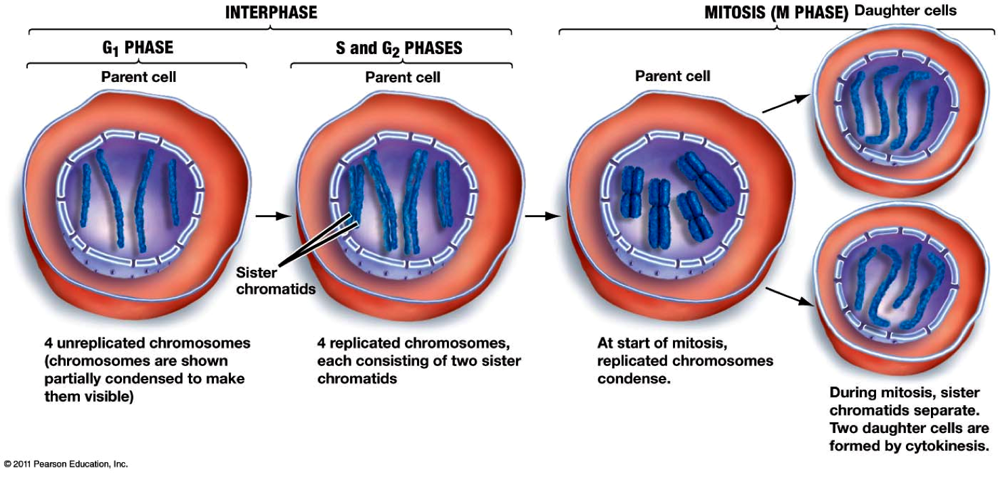 INTERPHASE
G1 PHASE
Parent cell
S and G2 PHASES
Parent cell
Sister
chromatids
4 unreplicated chromosomes
(chromosomes are shown
partially condensed to make
them visible)
4 replicated chromosomes,
each consisting of two sister
chromatids
MITOSIS (M PHASE)
Daughter cells
Parent cell
At start of mitosis,
replicated chromosomes
condense.
During mitosis, sister
chromatids separate.
Two daughter cells are
formed by cytokinesis.
© 2011 Pearson Education, Inc.